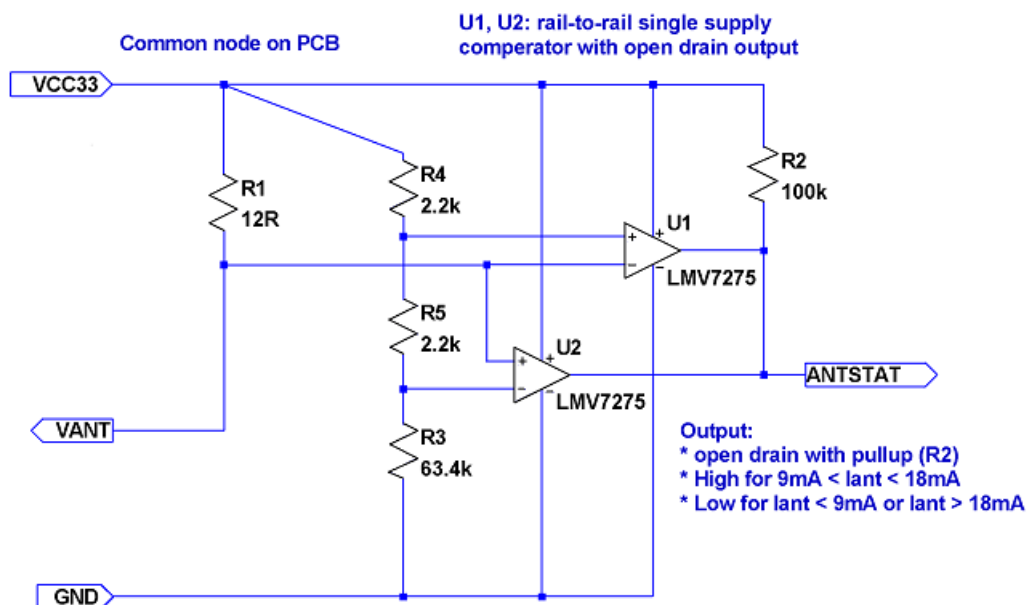 U1, U2: rail-to-rail single supply
comperator with open drain output
Common node on PCB
VCC33
R1
12R
R4
2.2k
R2
100k
+
U1
+
−
−
LMV7275
R5
2.2k
+
U2
+
−
−
LMV7275
ANTSTAT
VANT
R3
63.4k
Output:
* open drain with pullup (R2)
* High for 9mA < Iant < 18mA
* Low for Iant < 9mA or Iant > 18mA
GND